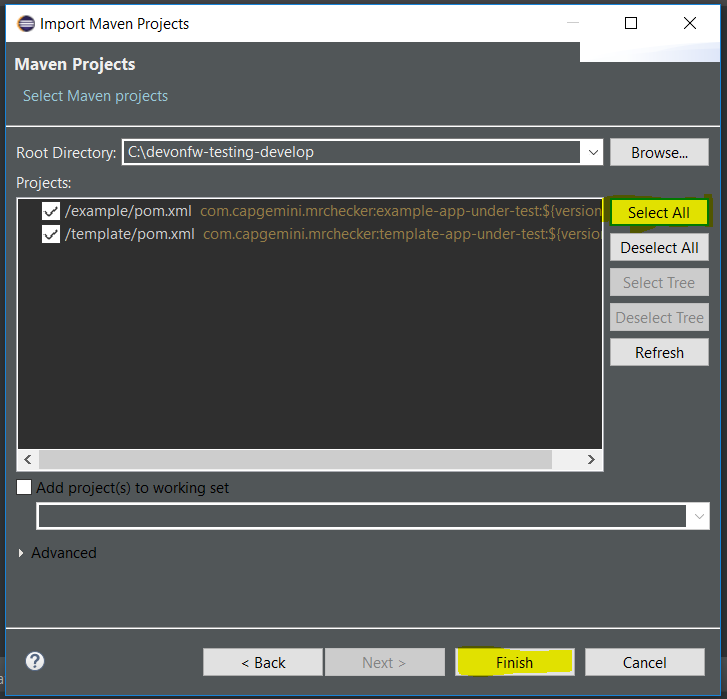 Import Maven Projects
Maven Projects
Select Maven projects
Root Directory: C:\devonfw-testing-develop Browse...
Projects:
/example/pom.xml com.capgemini.mrchecker:example-app-under-test:${version
Select All
/template/pom.xml com.capgemini.mrchecker:template-app-under-test:${versio
Deselect All
Select Tree
Deselect Tree
Refresh
Add project(s) to working set
Advanced
?
< Back Next > Finish Cancel